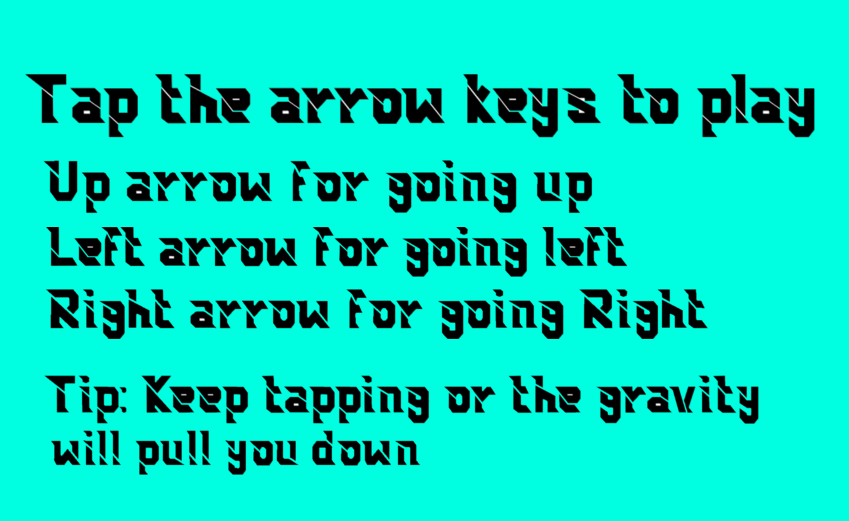 Tap the arrow keys to play
Up arrow for going up
Left arrow for going left
Right arrow for going Right
Tip: Keep tapping or the gravity
will pull you down